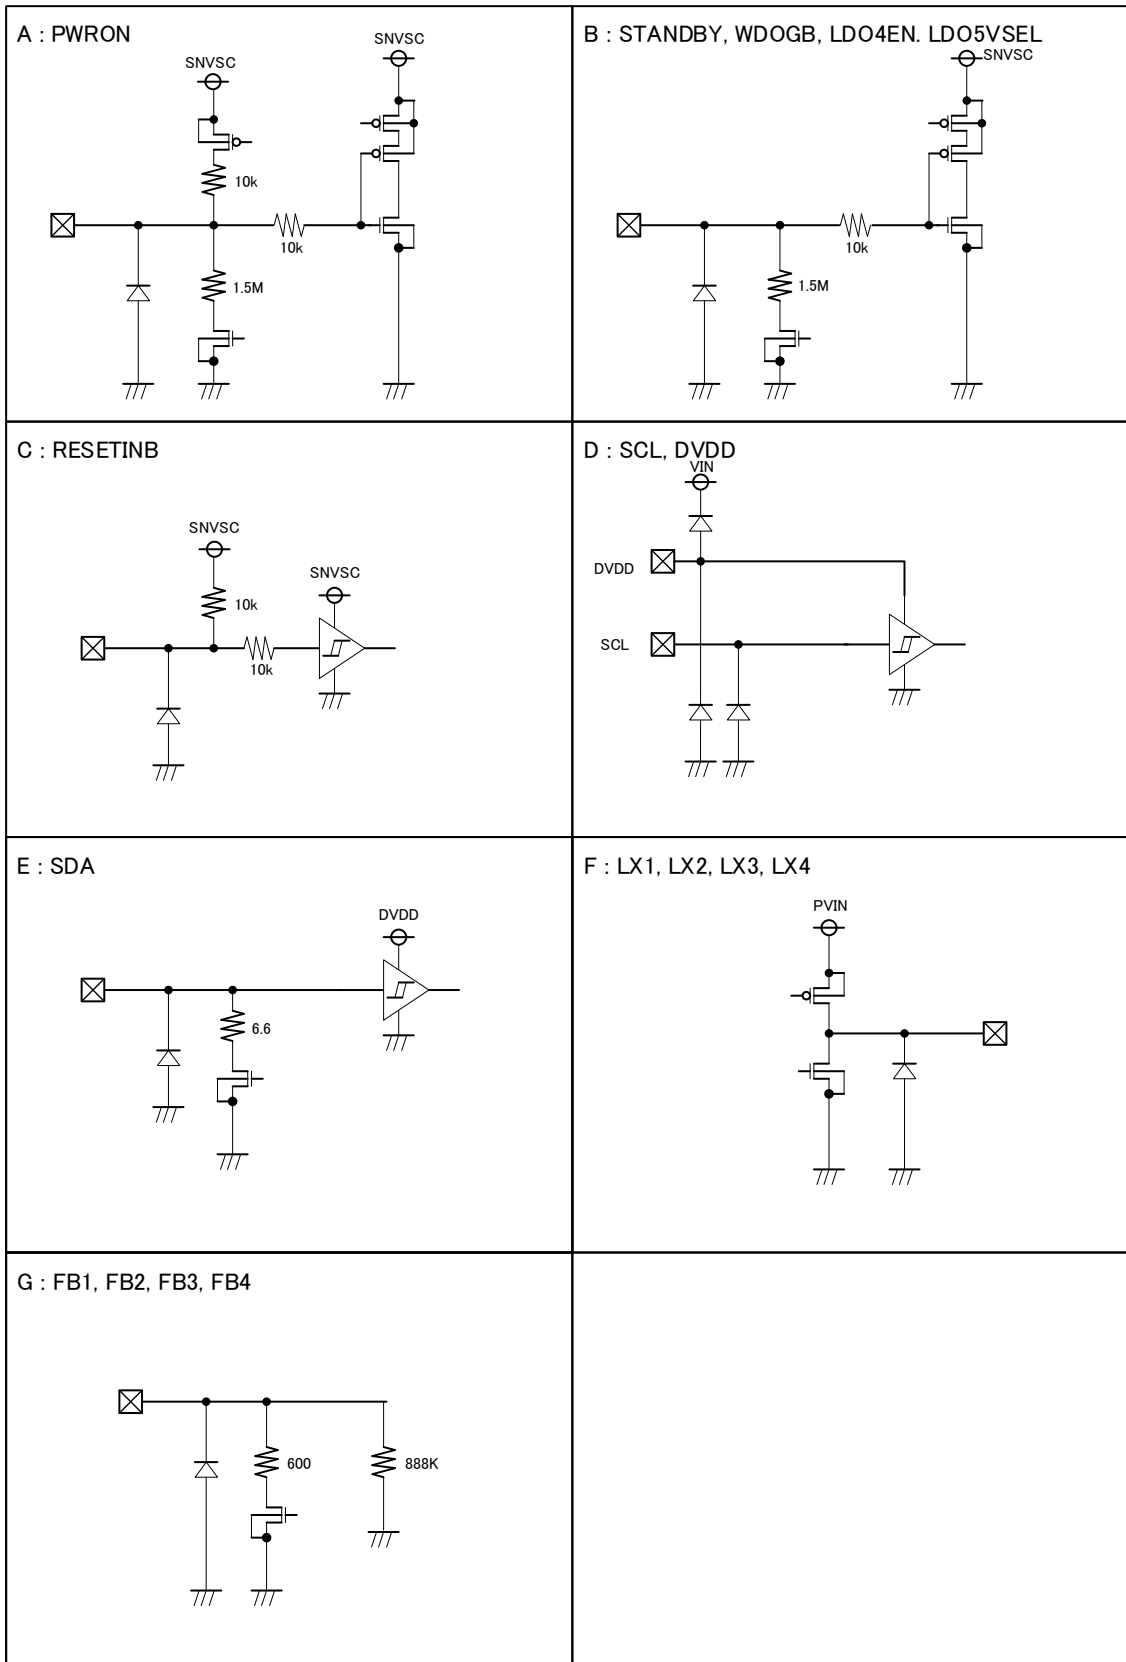 A : PWRON
SNVSC
SNVSC
10k
10k
1.5M
B : STANDBY, WDOGB, LDO4EN. LDO5VSEL
SNVSC
10k
1.5M
C : RESETINB
SNVSC
SNVSC
10k
10k
D : SCL, DVDD
VIN
DVDD
SCL
E : SDA
DVDD
6.6
F : LX1, LX2, LX3, LX4
PVIN
G : FB1, FB2, FB3, FB4
600
888K